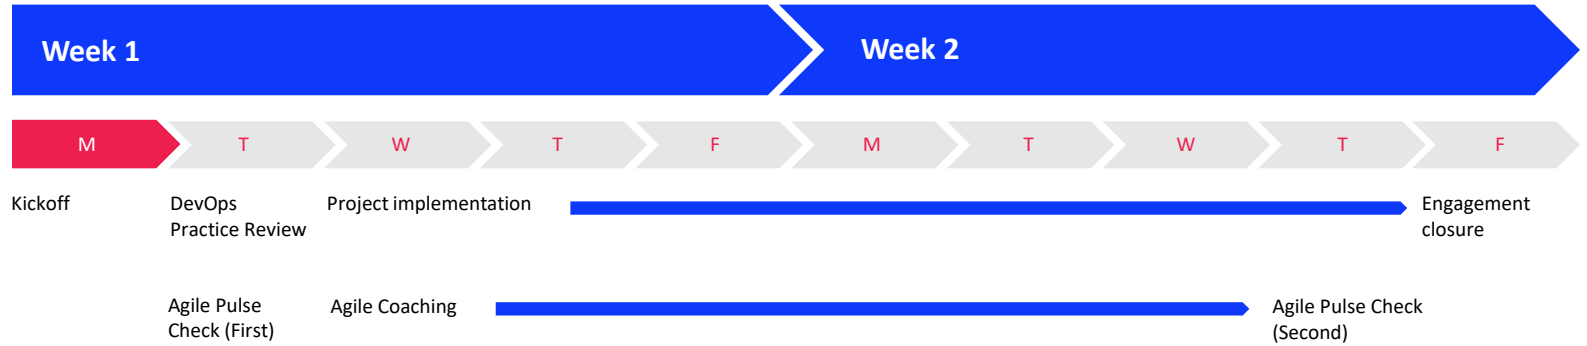 Week 1
Week 2
M
T
W
T
F
M
T
W
T
F
Kickoff
DevOps
Practice Review
Project implementation
Engagement
closure
Agile Pulse
Check (First)
Agile Coaching
Agile Pulse Check
(Second)